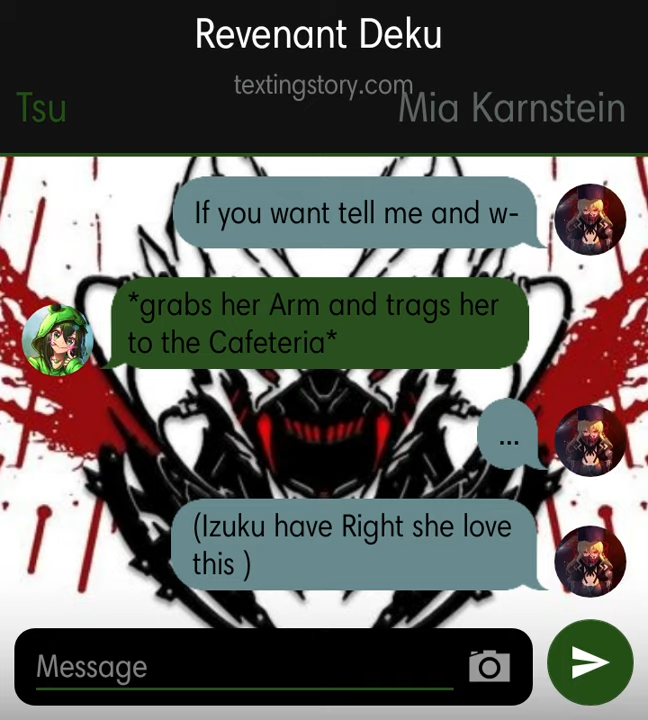 Revenant Deku
textingstory.com
Tsu
Mia Karnstein
If you want tell me and w-
*grabs her Arm and trags her
to the Cafeteria*
...
(Izuku have Right she love
this )
Message